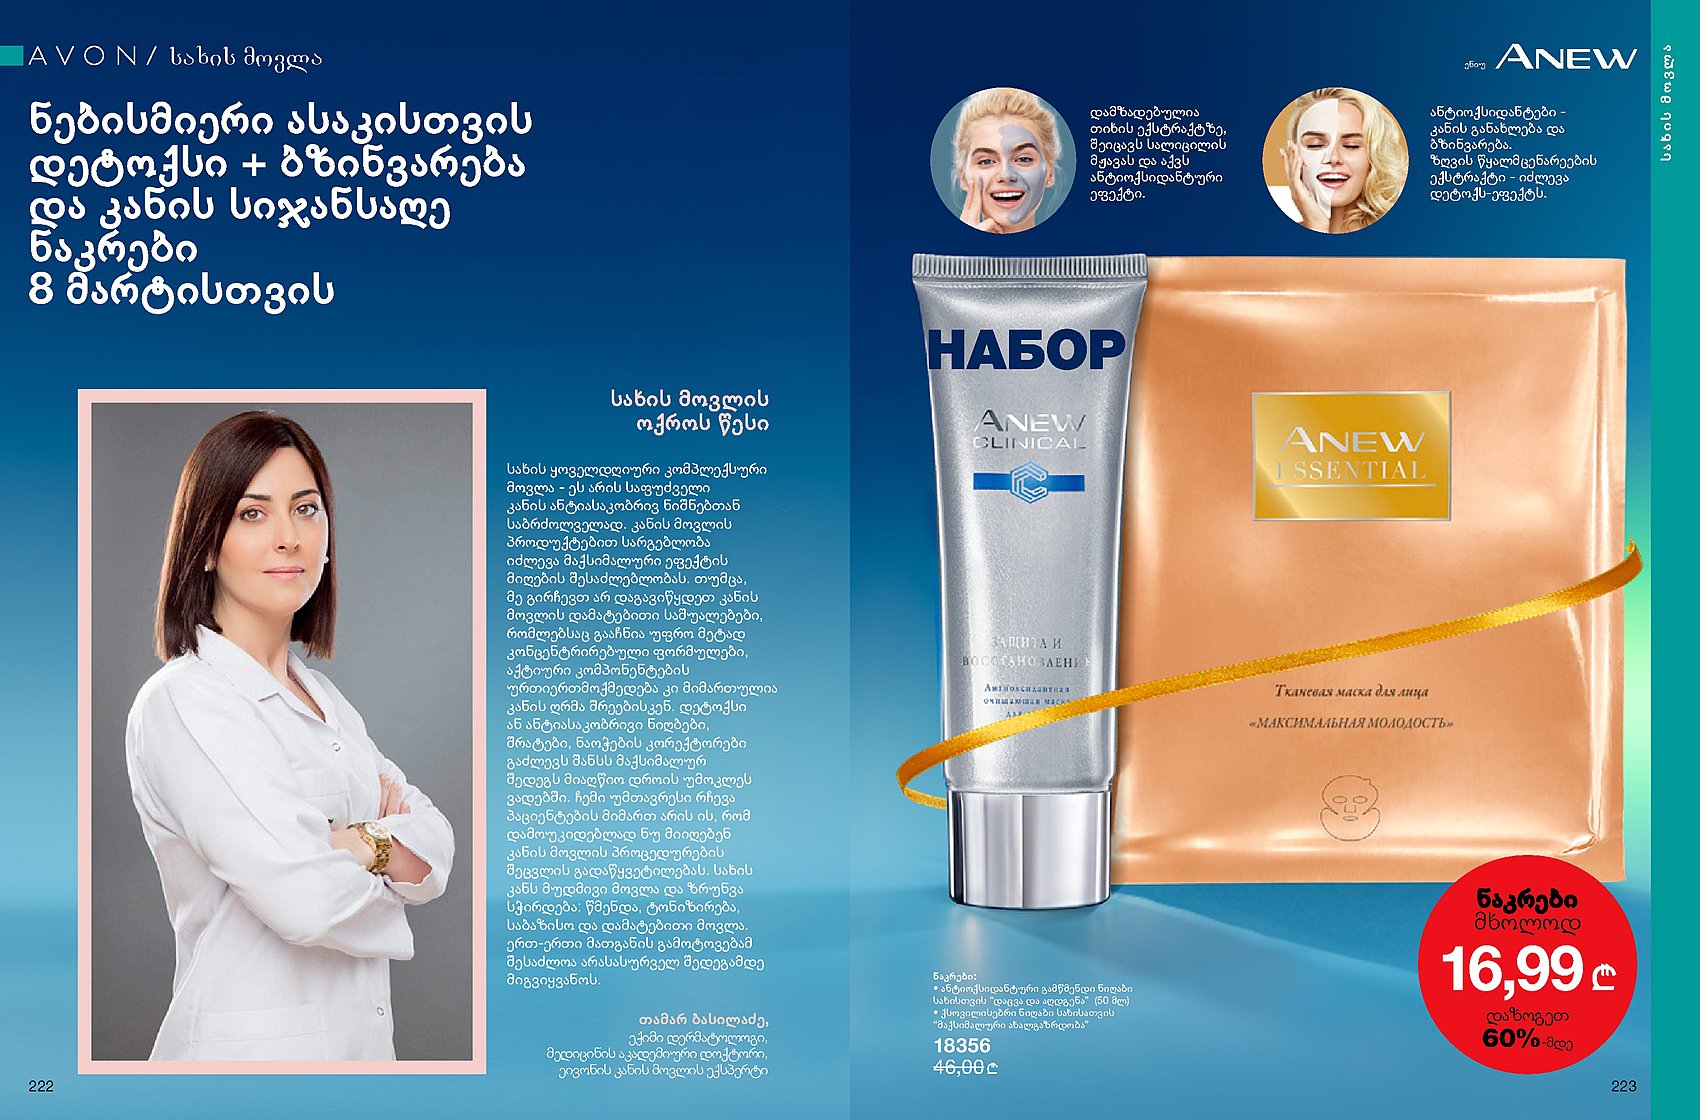 AVON/ სახის მოვლა
ნებისმიერი ასაკისთვის
დეტოქსი + ბზინვარება
და კანის სიჯანსაღე
ნაკრები
8 მარტისთვის
სახის მოვლის
ოქროს წესი
სახის ყოველდღიური კომპლექსური
მოვლა - ეს არის საფუძველი
კანის ანტიასაკობრივ ნიშნებთან
საბრძოლველად. კანის მოვლის
პროდუქტებით სარგებლობა
იძლევა მაქსიმალური ეფექტის
მიღების შესაძლებლობას. თუმცა,
მე გირჩევთ არ დაგავიწყდეთ კანის
მოვლის დამატებითი საშუალებები,
რომლებსაც გააჩნია უფრო მეტად
კონცენტრირებული ფორმულები,
აქტიური კომპონენტების
ურთიერთმოქმედება კი მიმართულია
კანის ღრმა შრეებისკენ. დეტოქსი
ან ანტიასაკობრივი ნიღბები,
შრატები, ნაოჭების კორექტორები
გაძლევს შანსს მაქსიმალურ
შედეგს მიაღწიო დროის უმოკლეს
ვადებში. ჩემი უმთავრესი რჩევა
პაციენტების მიმართ არის ის, რომ
დამოუკიდებლად ნუ მიიღებენ
კანის მოვლის პროცედურების
შეცვლის გადაწყვეტილებას. სახის
კანს მუდმივი მოვლა და ზრუნვა
სჭირდება: წმენდა, ტონიზირება,
საბაზისო და დამატებითი მოვლა.
ერთ-ერთი მათგანის გამოტოვებამ
შესაძლოა არასასურველ შედეგამდე
მიგვიყვანოს.
თამარ ბასილაძე,
ექიმი დერმატოლოგი,
მედიცინის აკადემიური დოქტორი,
ეივონის კანის მოვლის ექსპერტი
222
ენიუ ANEW
სახის მოვლა
დამზადებულია
თიხის ექსტრაქტზე,
შეიცავს სალიცილის
მჟავას და აქვს
ანტიოქსიდანტური
ეფექტი.
ანტიოქსიდანტები -
კანის განახლება და
ბზინვარება.
ზღვის წყალმცენარეების
ექსტრაქტი - იძლევა
დეტოქს-ეფექტს.
НАБОР
ANEW
CLINICAL
ЗАЩИТА И
ВОССТАНОВЛЕНИЕ
Антиоксидантная
очищающая маска
ANEW
ESSENTIAL
Тканевая маска для лица
«МАКСИМАЛЬНАЯ МОЛОДОСТЬ»
ნაკრები
მხოლოდ
16,99 ₾
დაზოგეთ
60%-მდე
ნაკრები:
• ანტიოქსიდანტური გამწმენდი ნიღაბი
სახისთვის "დაცვა და აღდგენა" (50 მლ)
• ქსოვილისებრი ნიღაბი სახისათვის
"მაქსიმალური ახალგაზრდობა"
18356
46,00 ₾
223